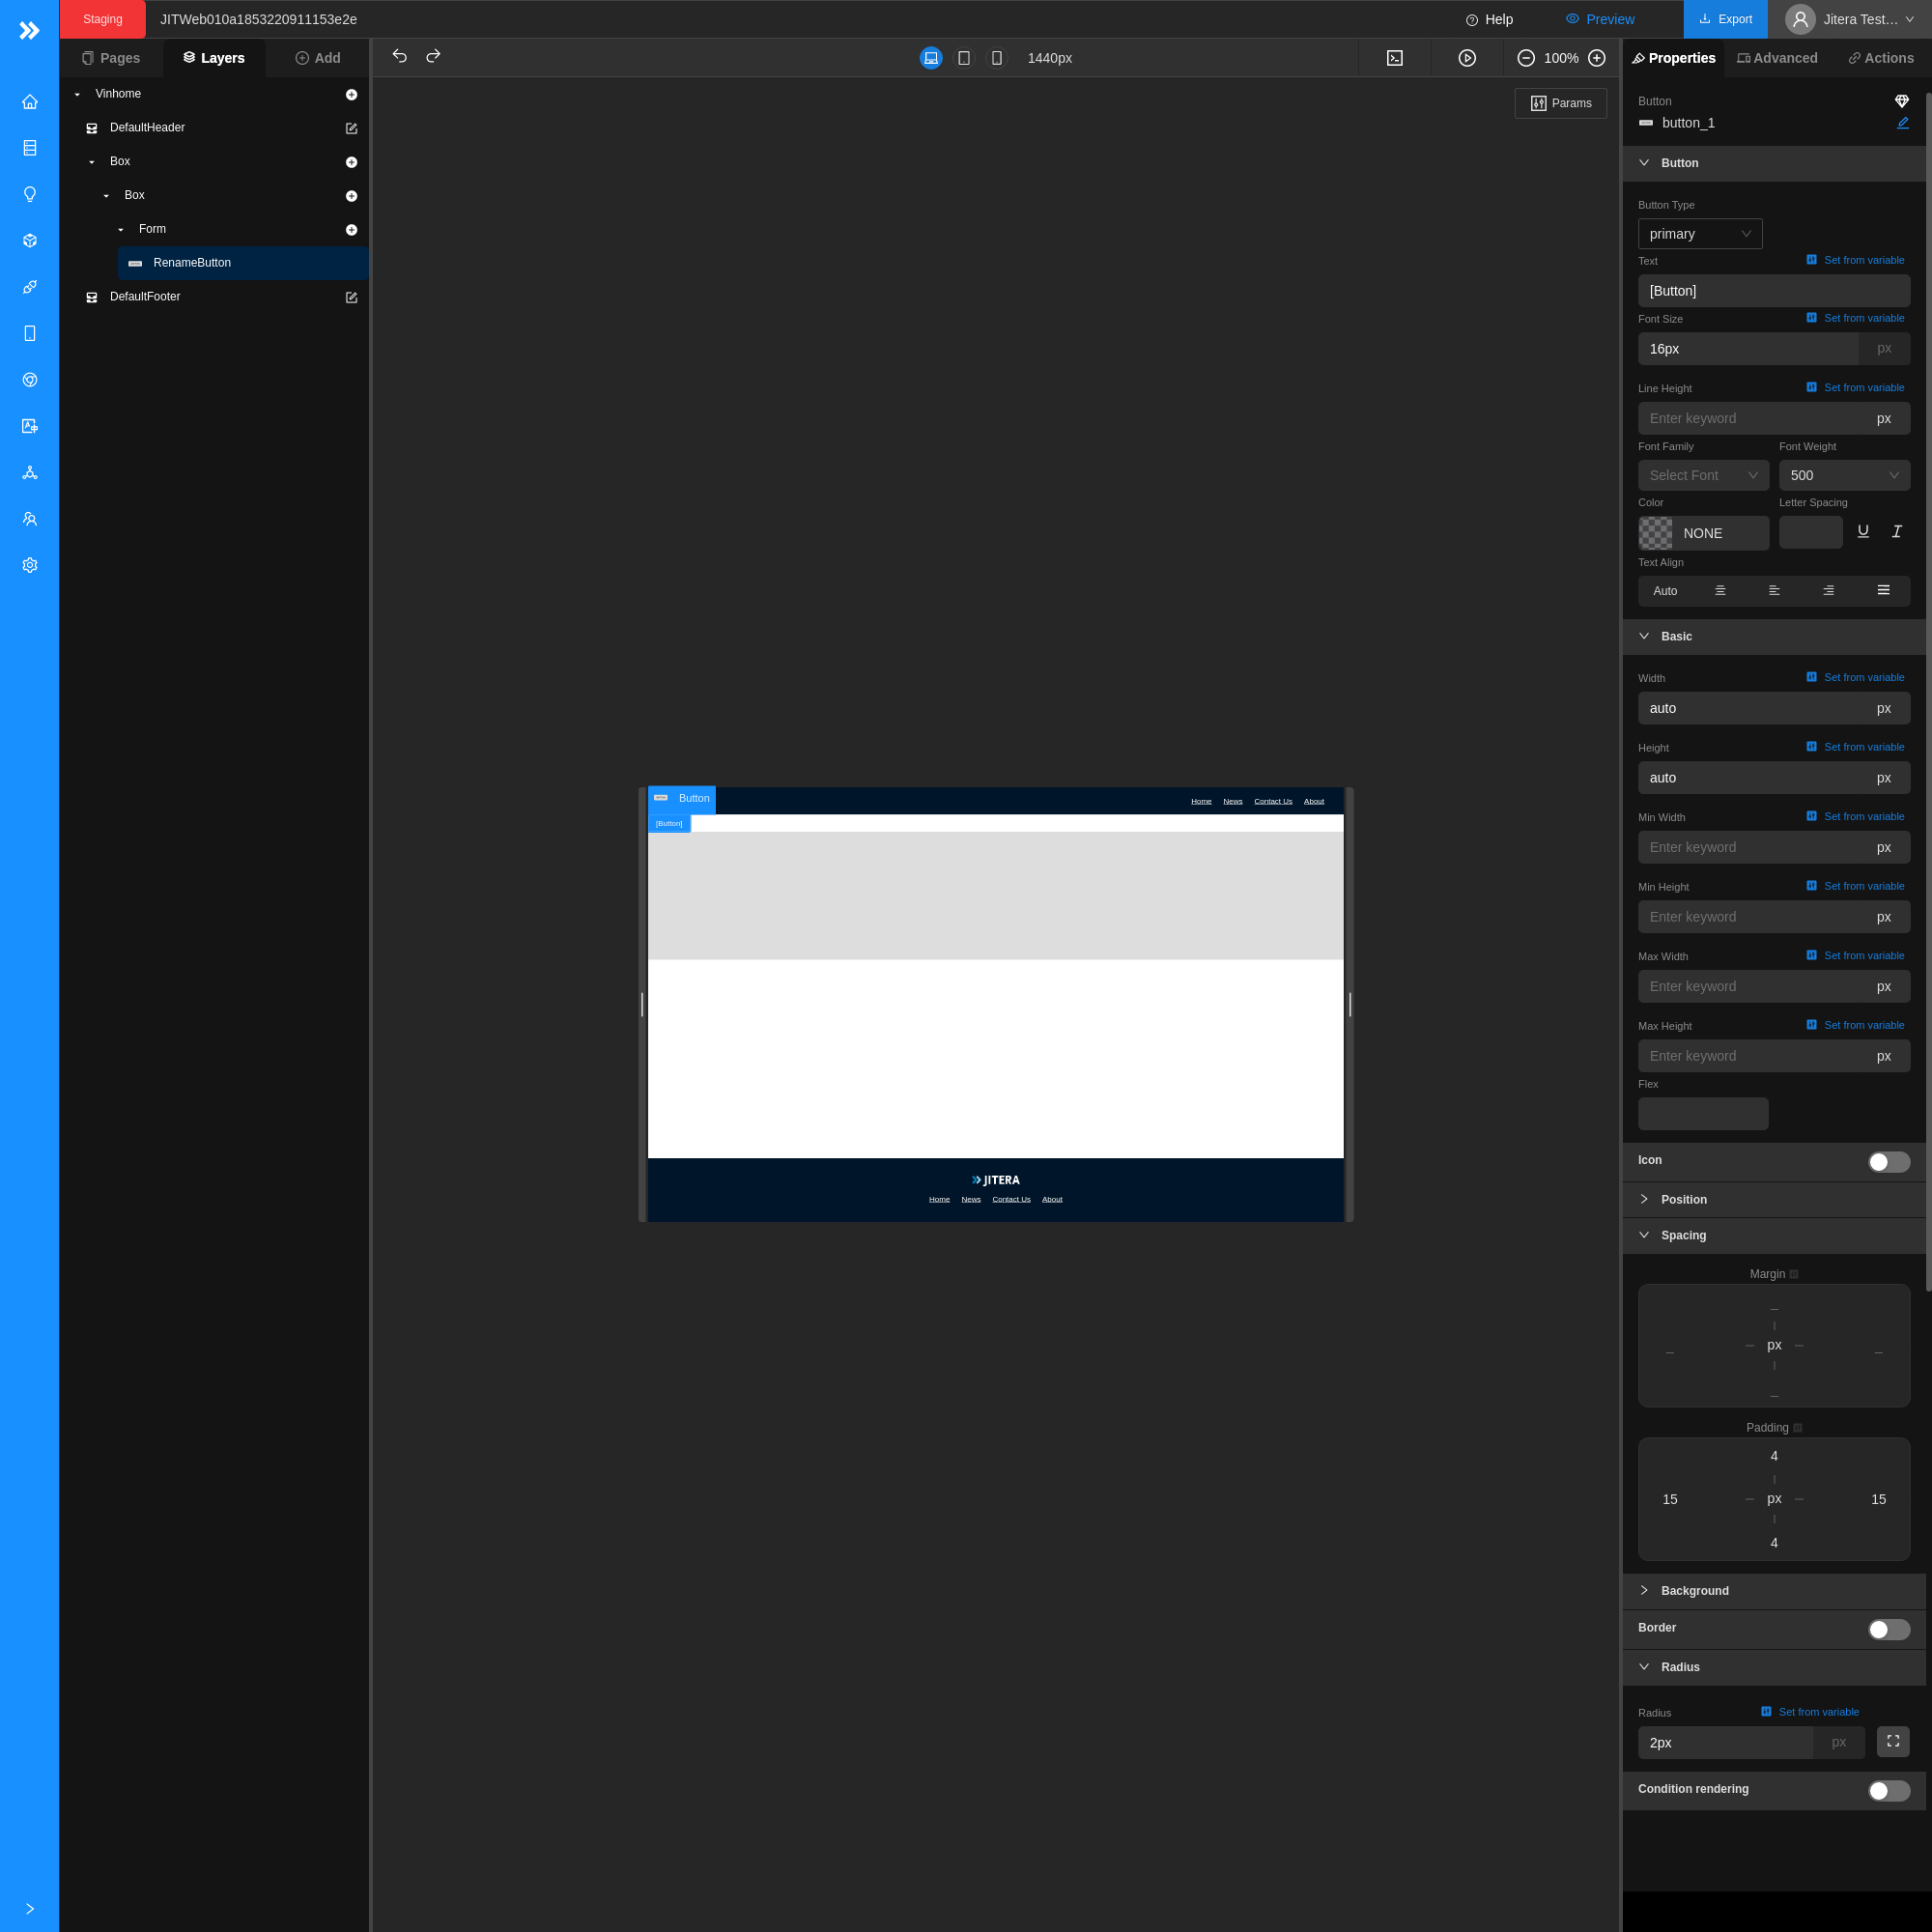 Staging
JITWeb010a1853220911153e2e
Help
Preview
Export
Jitera Test…
Pages
Layers
Add
1440px
100%
Properties
Advanced
Actions
Vinhome
DefaultHeader
Box
Box
Form
RenameButton
DefaultFooter
Params
Button
Home News Contact Us About
[Button]
JITERA
Home News Contact Us About
Button
button_1
Button
Button Type
primary
Text Set from variable
[Button]
Font Size Set from variable
16px px
Line Height Set from variable
Enter keyword px
Font Family Font Weight
Select Font 500
Color Letter Spacing
NONE
Text Align
Auto
Basic
Width Set from variable
auto px
Height Set from variable
auto px
Min Width Set from variable
Enter keyword px
Min Height Set from variable
Enter keyword px
Max Width Set from variable
Enter keyword px
Max Height Set from variable
Enter keyword px
Flex
Icon
Position
Spacing
Margin
–
– px –
–
Padding
4
15 px 15
4
Background
Border
Radius
Radius Set from variable
2px px
Condition rendering